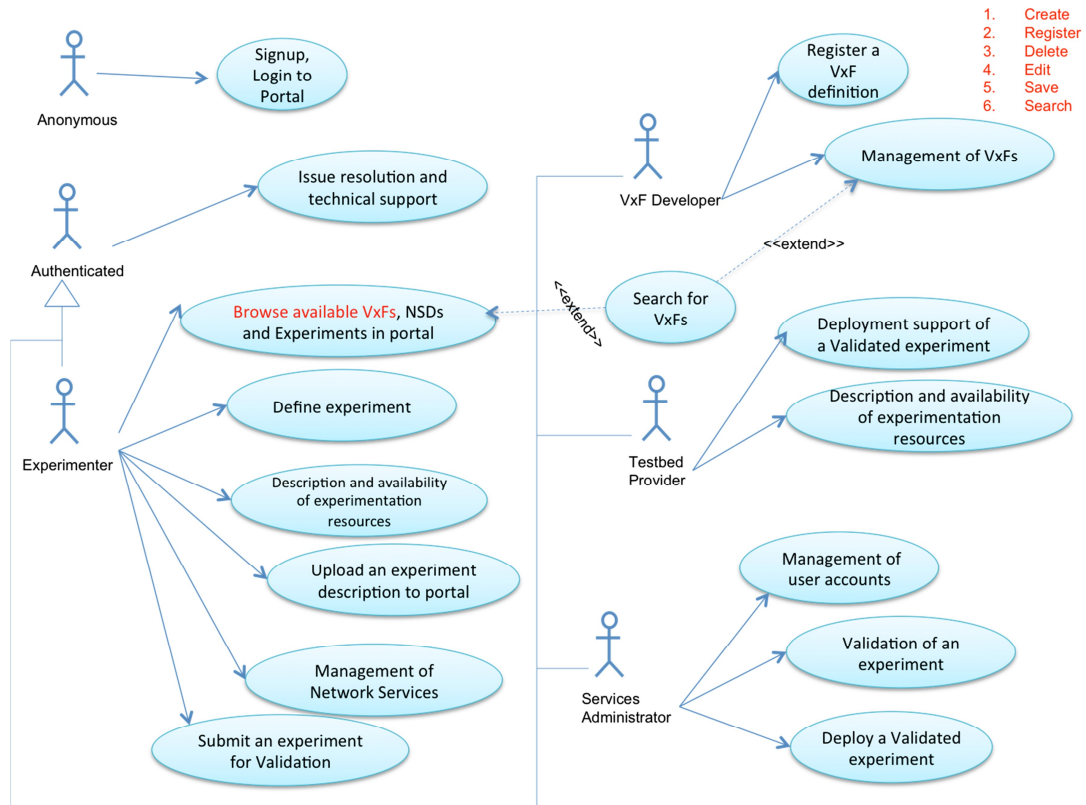 Signup,
Login to
Portal
Anonymous
Issue resolution and
technical support
Authenticated
Browse available VxFs, NSDs
and Experiments in portal
Define experiment
Experimenter
Description and availability
of experimentation
resources
Upload an experiment
description to portal
Management of
Network Services
Submit an experiment
for Validation
1. Create
2. Register
3. Delete
4. Edit
5. Save
6. Search
Register a
VxF
definition
Management of VxFs
VxF Developer
<<extend>>
<<extend>>
Search for
VxFs
Deployment support of
a Validated experiment
Description and availability
of experimentation
resources
Testbed
Provider
Management of
user accounts
Validation of an
experiment
Services
Administrator
Deploy a Validated
experiment